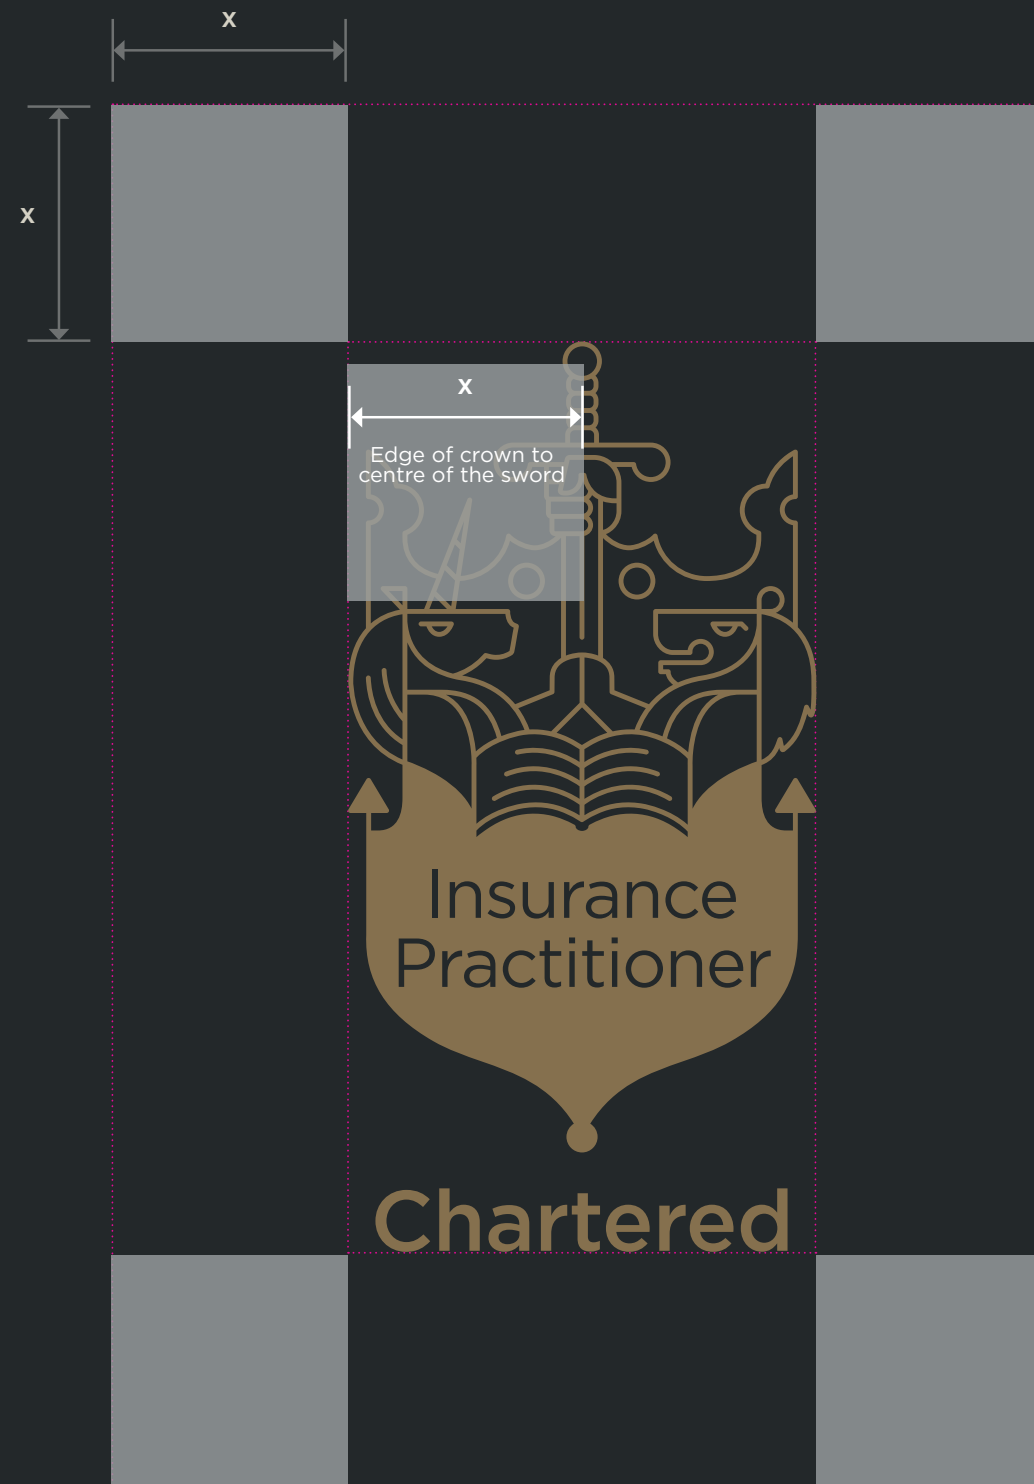 X
X
X
Edge of crown to
centre of the sword
Insurance
Practitioner
Chartered